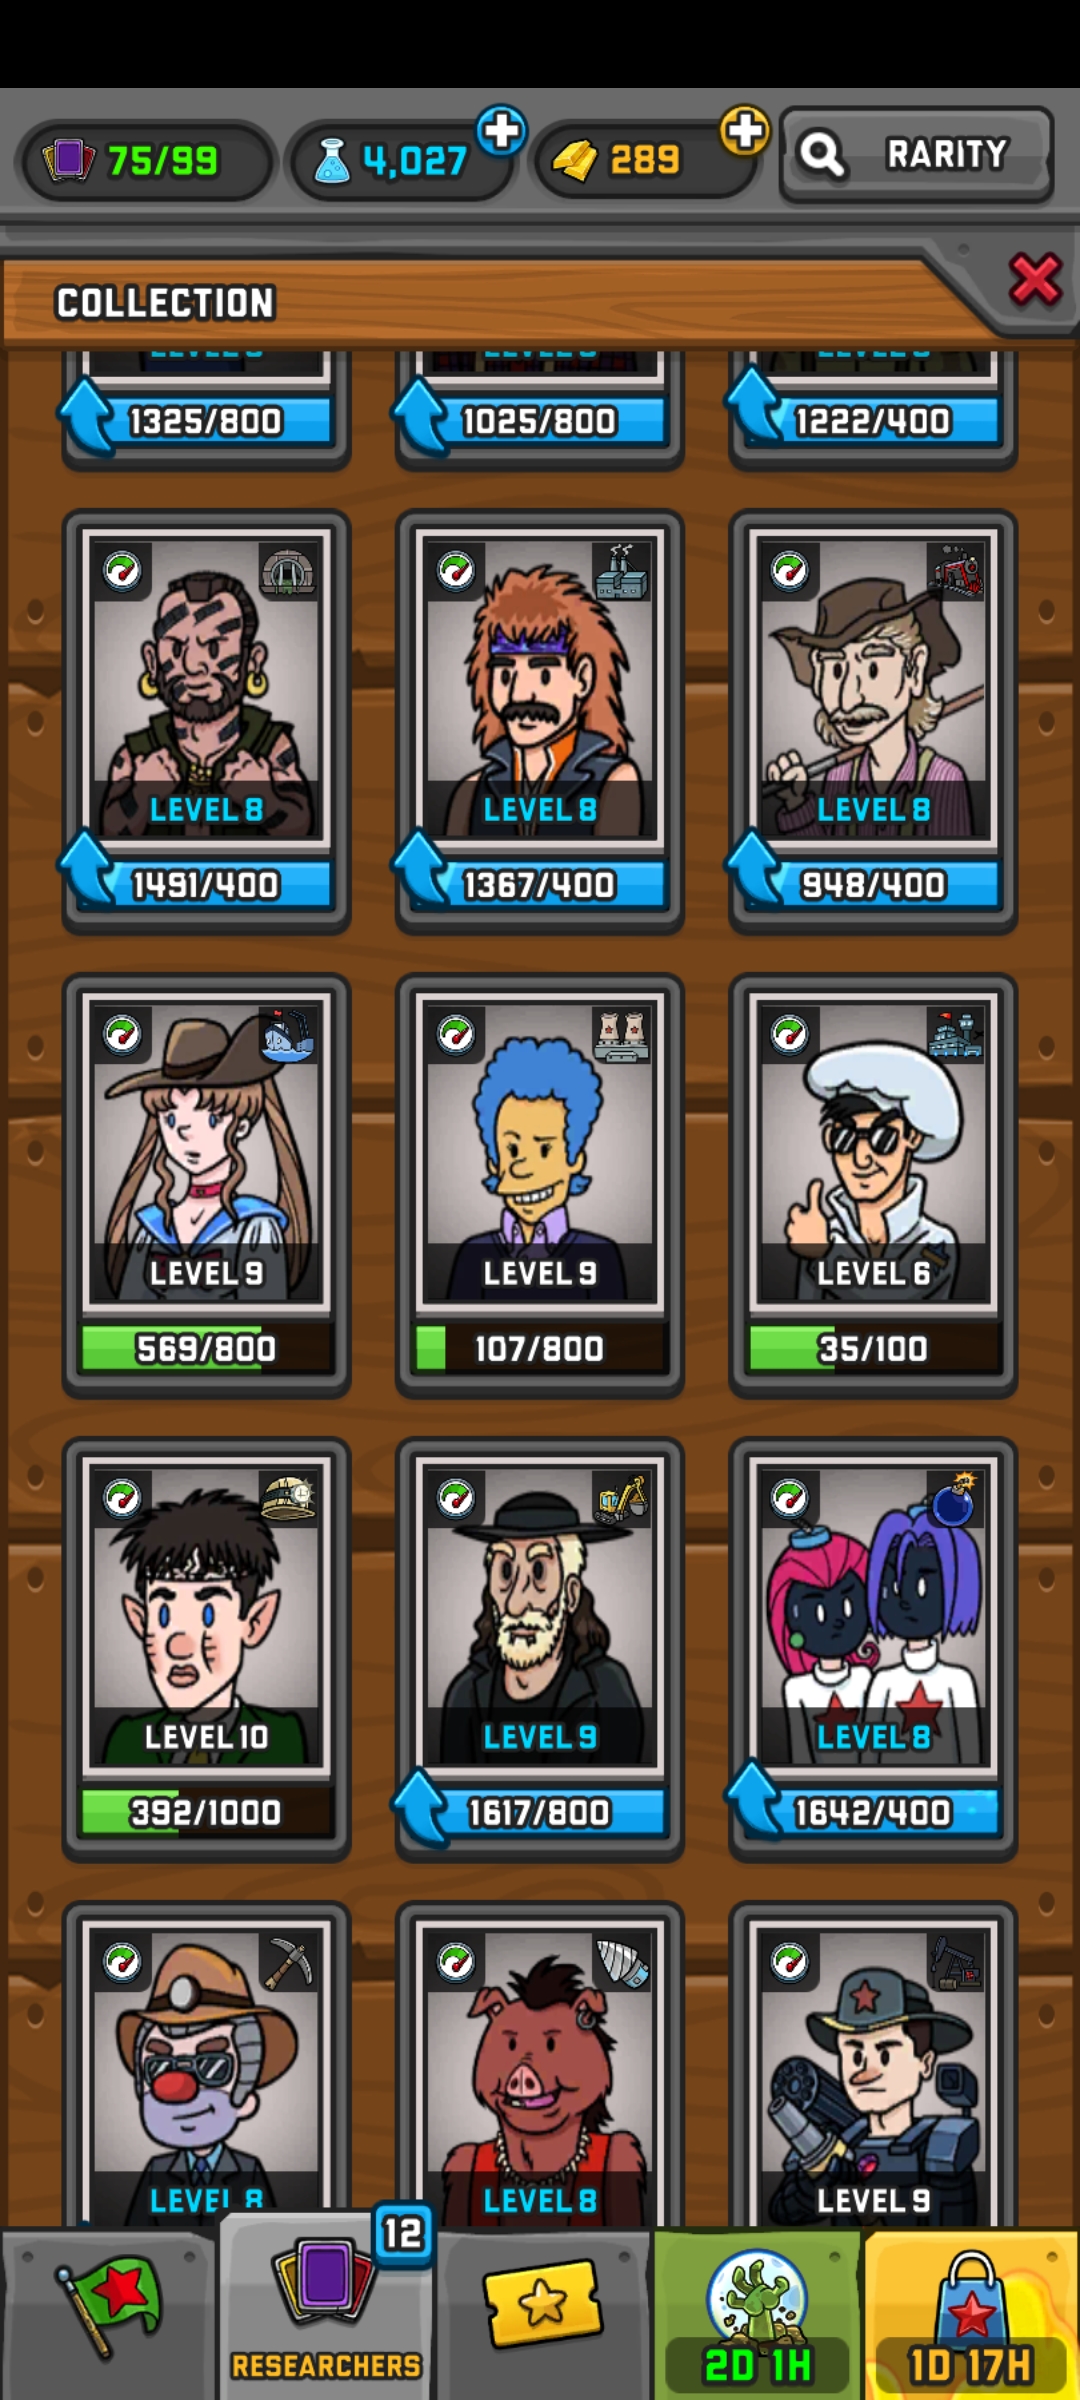 75/99
4,027
289
RARITY
COLLECTION
LEVEL 8
1325/800
1025/800
1222/400
LEVEL 8
LEVEL 8
LEVEL 8
1491/400
1367/400
948/400
LEVEL 9
LEVEL 9
LEVEL 6
569/800
107/800
35/100
LEVEL 10
LEVEL 9
LEVEL 8
392/1000
1617/800
1642/400
LEVEL 8
LEVEL 8
LEVEL 9
12
RESEARCHERS
2D 1H
1D 17H